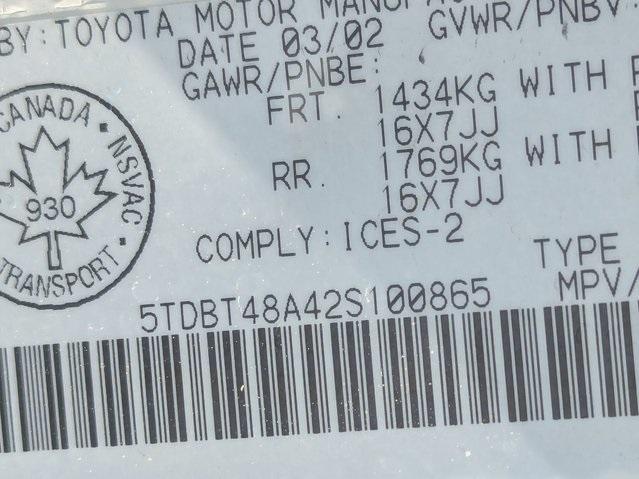 BY: TOYOTA MOTOR
DATE 03/02 GVWR/PNBV
GAWR/PNBE:
FRT. 1434KG WITH
16X7JJ
RR. 1769KG WITH
16X7JJ
CANADA • NSVAC • TRANSPORT •
930
COMPLY: ICES-2
TYPE
5TDBT48A42S100865 MPV/